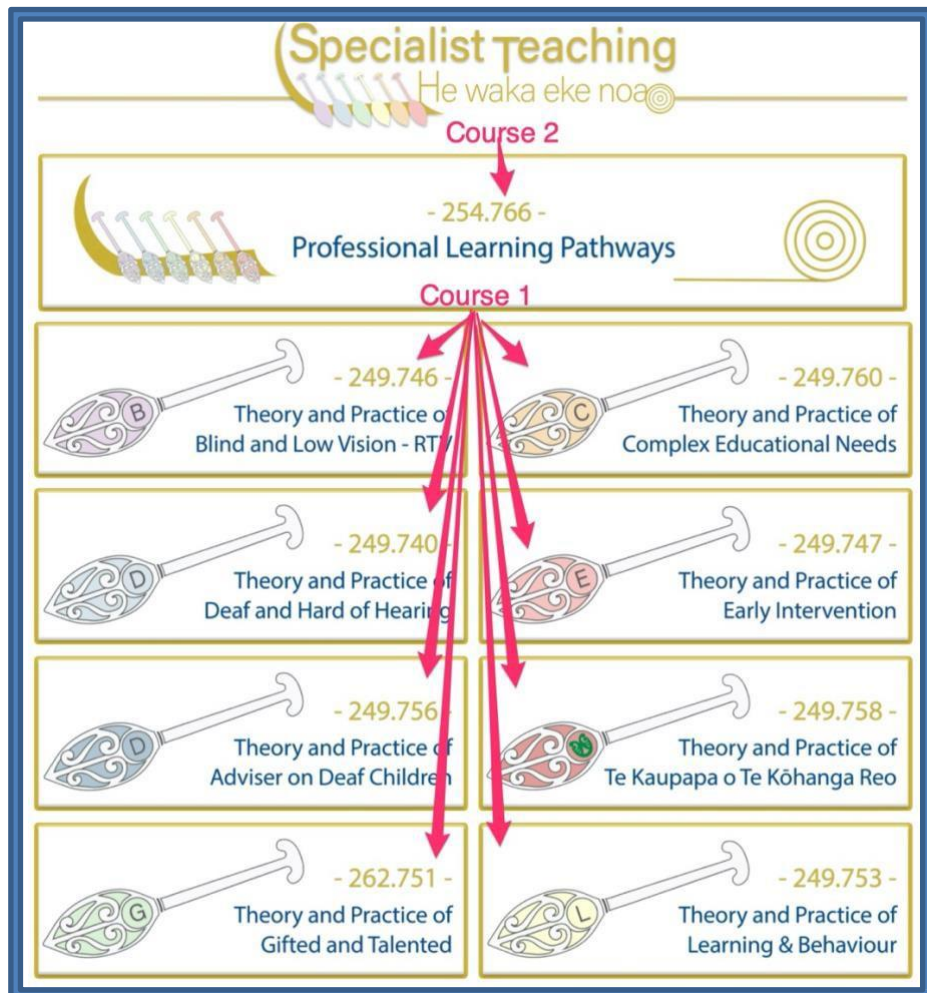 Specialist Teaching
He waka eke noa
Course 2
- 254.766 -
Professional Learning Pathways
Course 1
- 249.746 -
B
Theory and Practice of
Blind and Low Vision - RTV
- 249.760 -
C
Theory and Practice of
Complex Educational Needs
- 249.740 -
D
Theory and Practice of
Deaf and Hard of Hearing
- 249.747 -
E
Theory and Practice of
Early Intervention
- 249.756 -
D
Theory and Practice of
Adviser on Deaf Children
- 249.758 -
Theory and Practice of
Te Kaupapa o Te Kōhanga Reo
- 262.751 -
G
Theory and Practice of
Gifted and Talented
- 249.753 -
L
Theory and Practice of
Learning & Behaviour